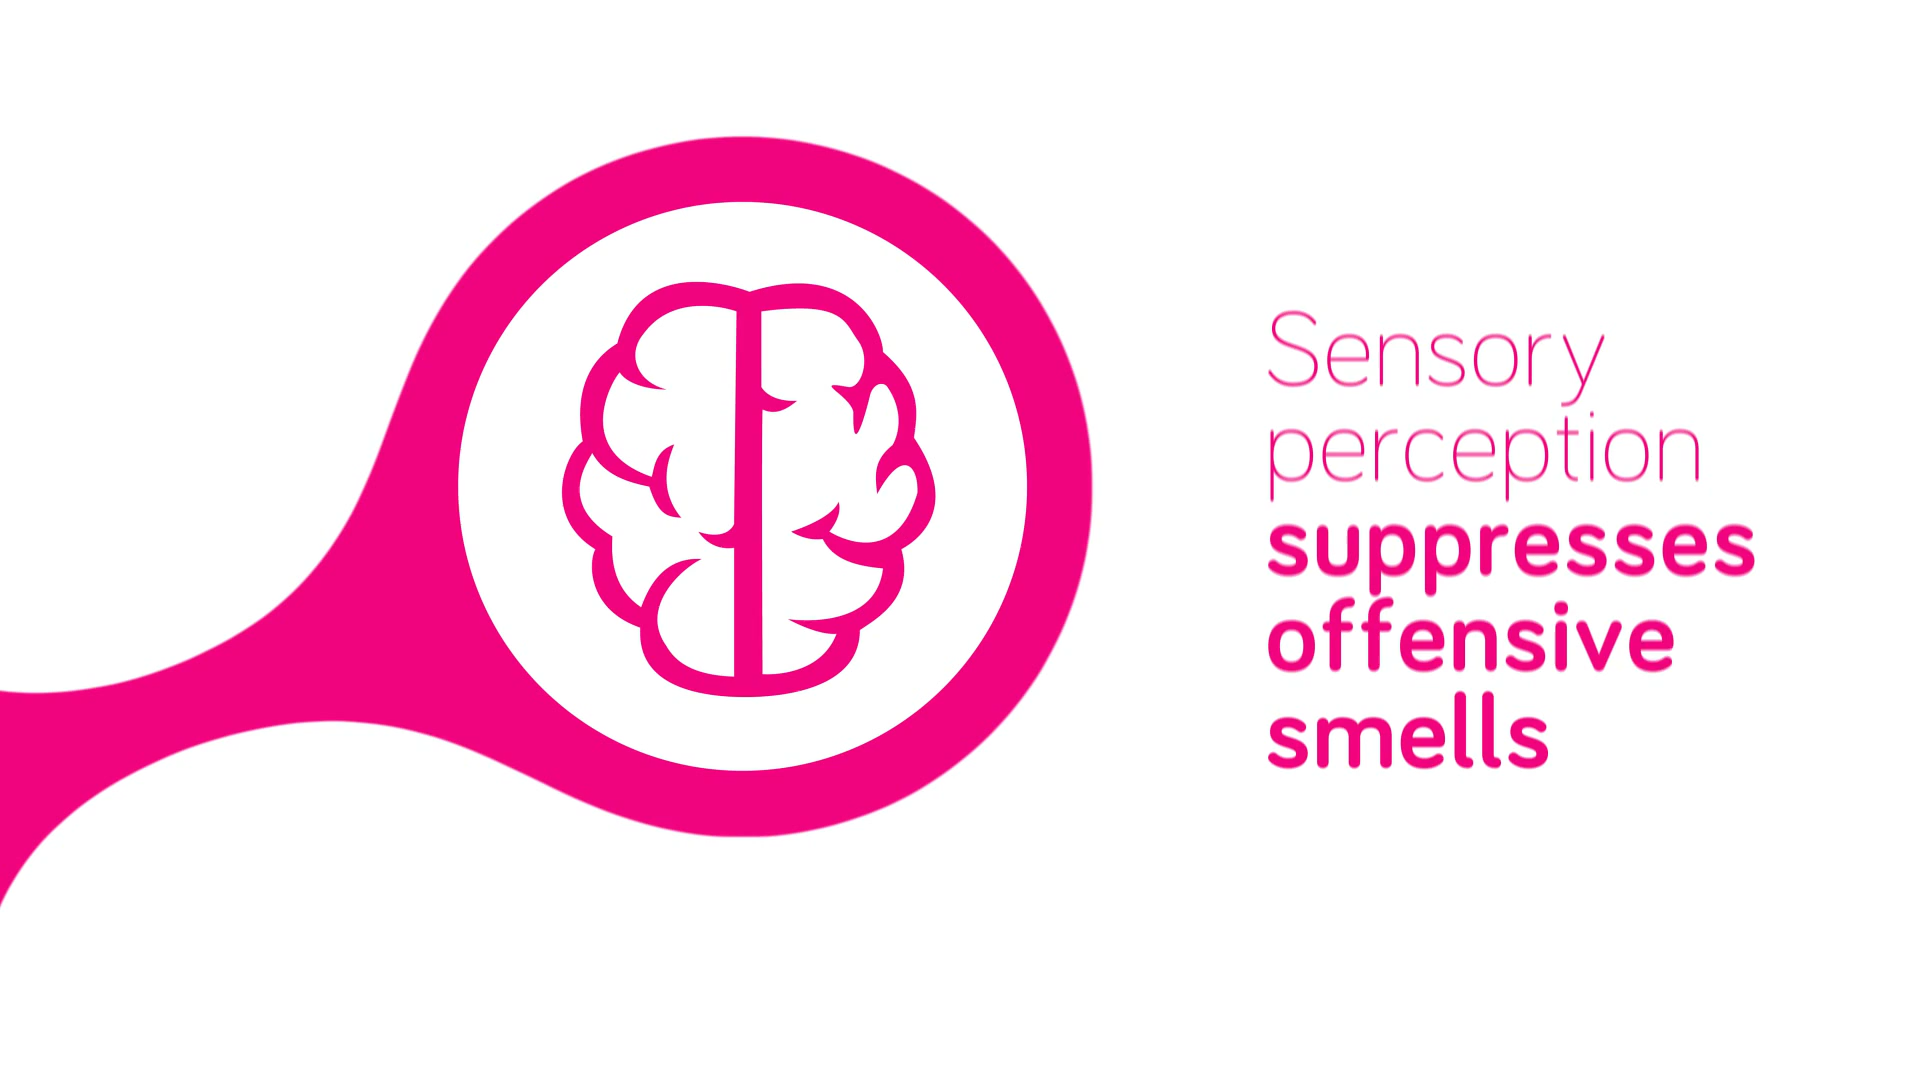 Sensory
perception
suppresses
offensive
smells